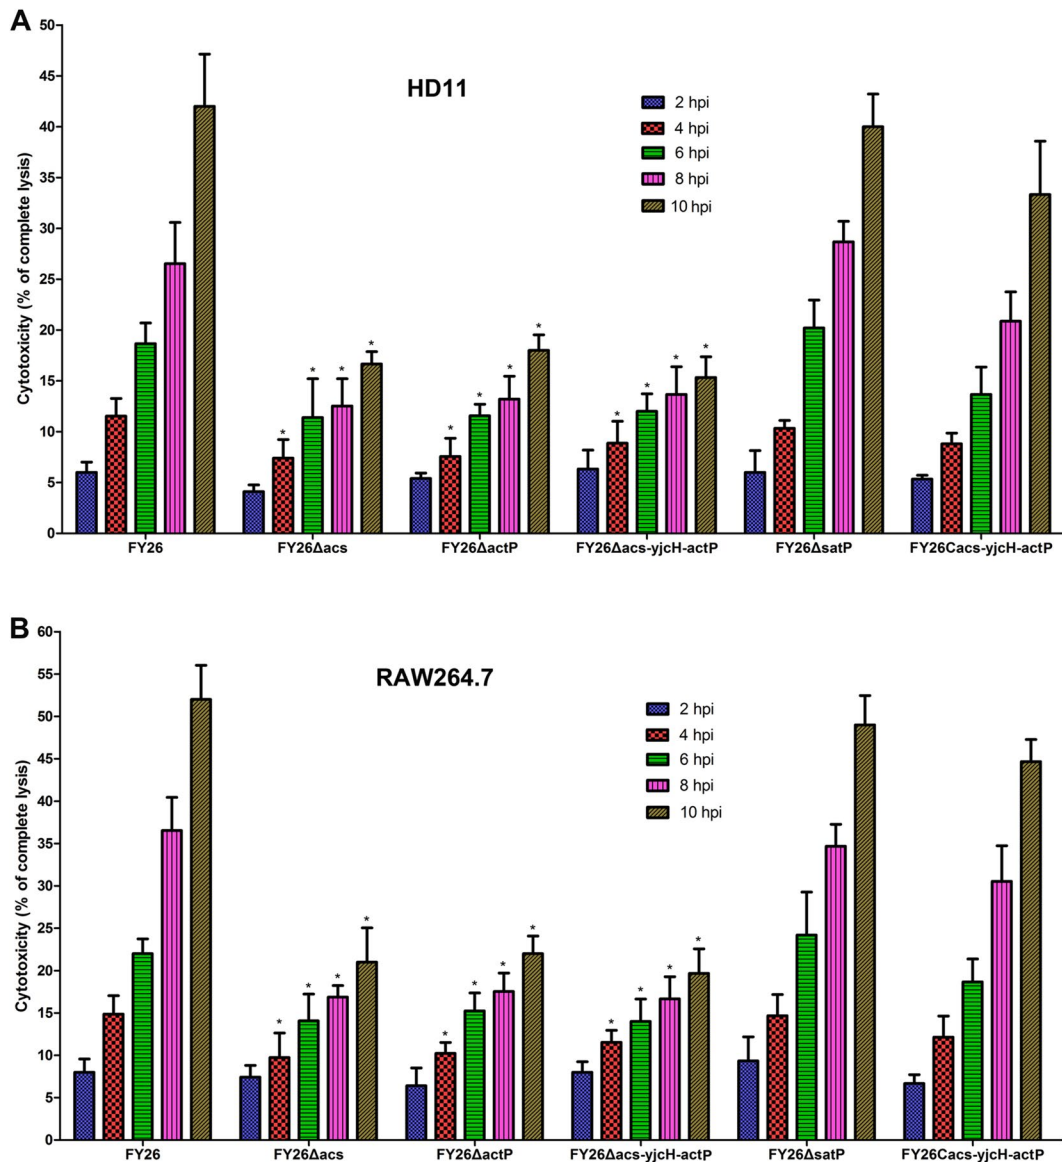 A
HD11
Cytotoxicity (% of complete lysis)
50
45
40
35
30
25
20
15
10
5
0
2 hpi
4 hpi
6 hpi
8 hpi
10 hpi
* * * *
* * * *
* * * *
FY26 FY26Δacs FY26ΔactP FY26Δacs-yjcH-actP FY26ΔsatP FY26Cacs-yjcH-actP
B
RAW264.7
Cytotoxicity (% of complete lysis)
60
55
50
45
40
35
30
25
20
15
10
5
0
2 hpi
4 hpi
6 hpi
8 hpi
10 hpi
* * * *
* * * *
* * * *
FY26 FY26Δacs FY26ΔactP FY26Δacs-yjcH-actP FY26ΔsatP FY26Cacs-yjcH-actP